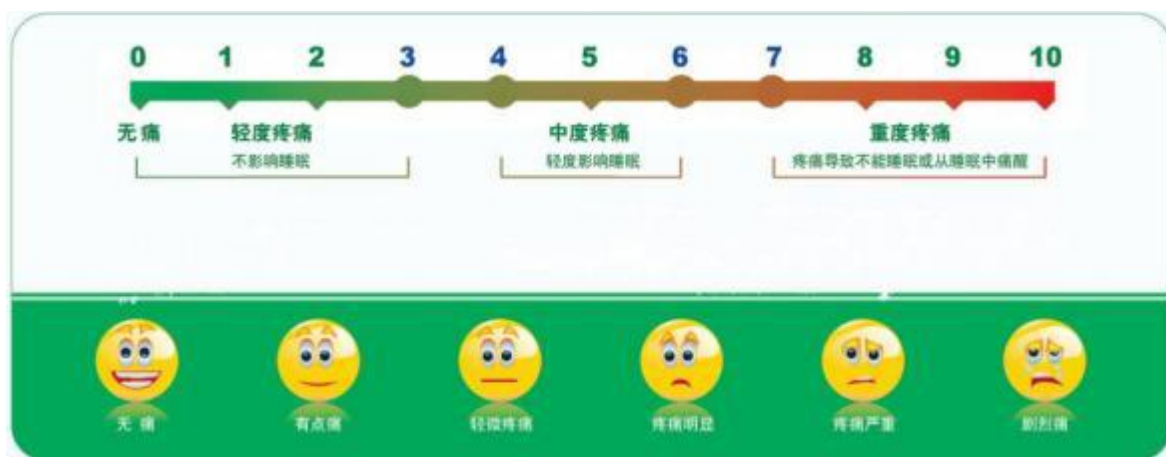 0 1 2 3 4 5 6 7 8 9 10
无痛 轻度疼痛 中度疼痛 重度疼痛
不影响睡眠 轻度影响睡眠 疼痛导致不能睡眠或从睡眠中痛醒
无痛 有点痛 轻微疼痛 疼痛明显 疼痛严重 剧烈痛